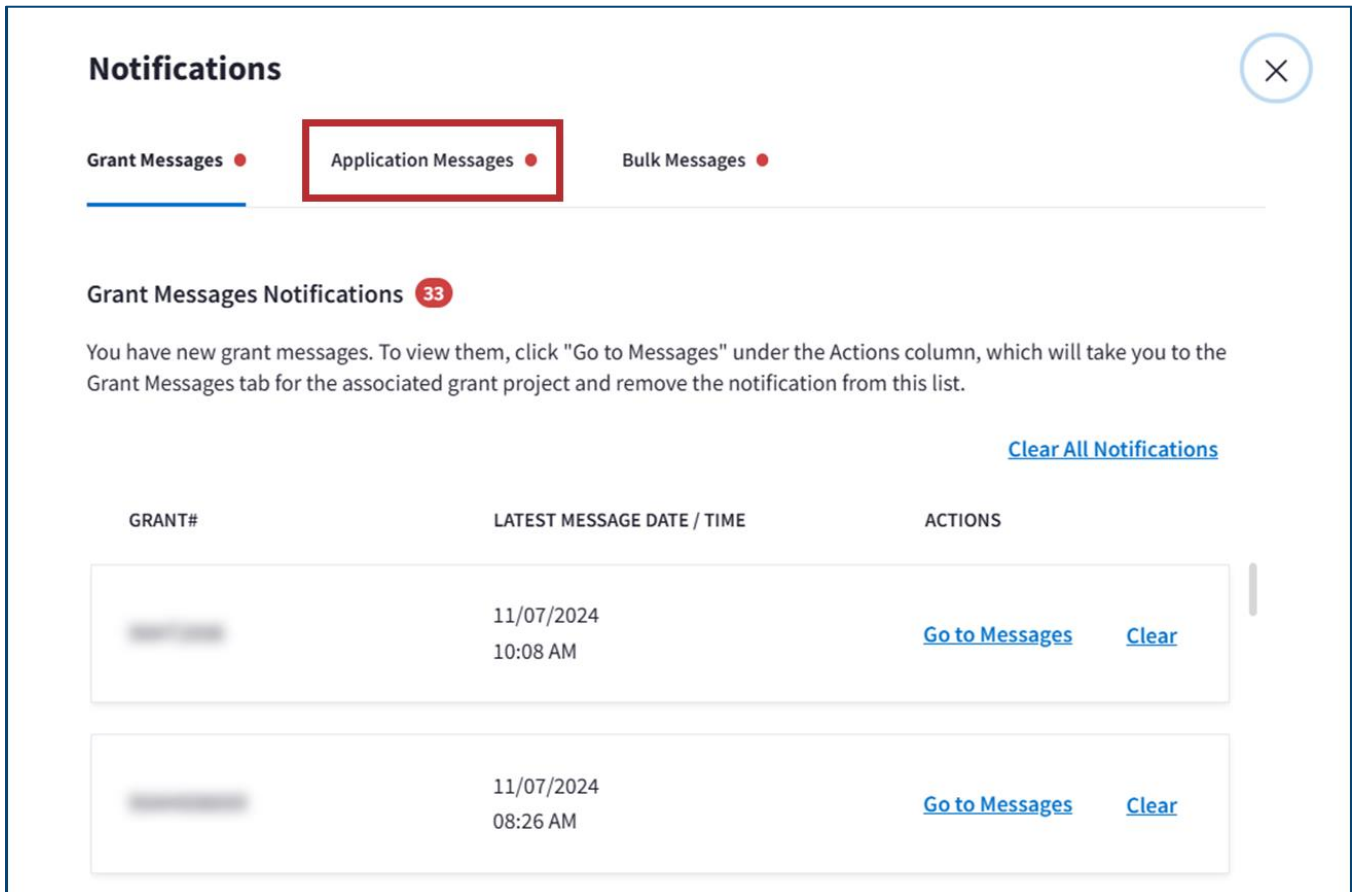 Notifications
Grant Messages
Application Messages
Bulk Messages
Grant Messages Notifications 33
You have new grant messages. To view them, click "Go to Messages" under the Actions column, which will take you to the
Grant Messages tab for the associated grant project and remove the notification from this list.
Clear All Notifications
GRANT# LATEST MESSAGE DATE / TIME ACTIONS
11/07/2024
10:08 AM
Go to Messages Clear
11/07/2024
08:26 AM
Go to Messages Clear